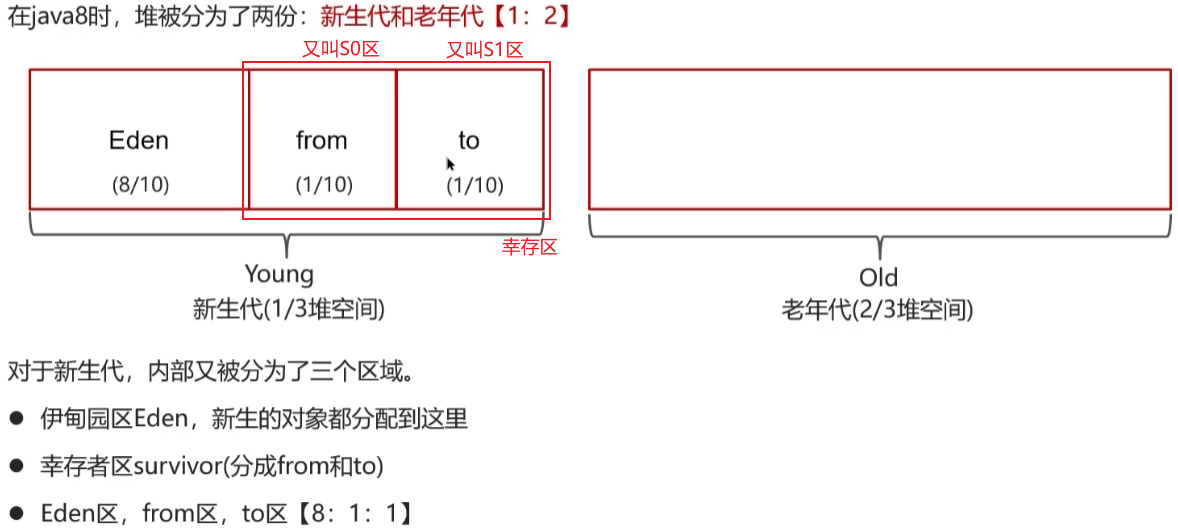 在java8时，堆被分为了两份：新生代和老年代【1：2】
又叫S0区 又叫S1区
Eden from to
(8/10) (1/10) (1/10)
幸存区
Young Old
新生代(1/3堆空间) 老年代(2/3堆空间)
对于新生代，内部又被分为了三个区域。
● 伊甸园区Eden，新生的对象都分配到这里
● 幸存者区survivor(分成from和to)
● Eden区，from区，to区【8：1：1】